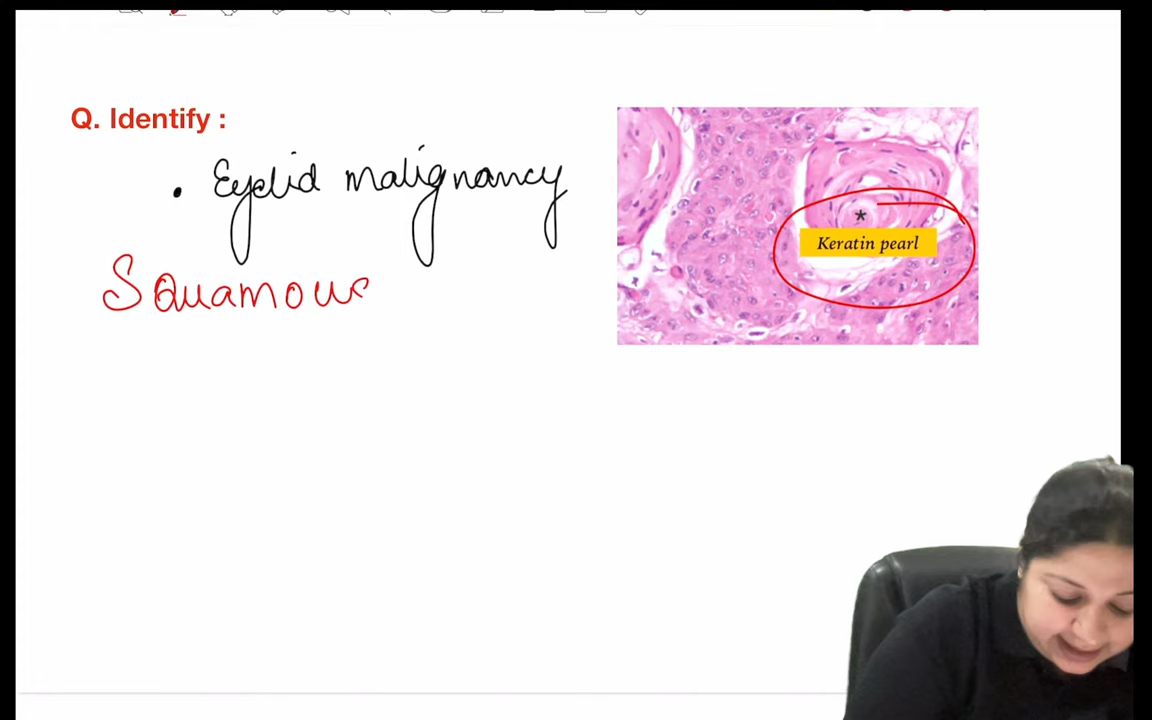 Q. Identify :
• Eyelid malignancy
Squamous
*
Keratin pearl